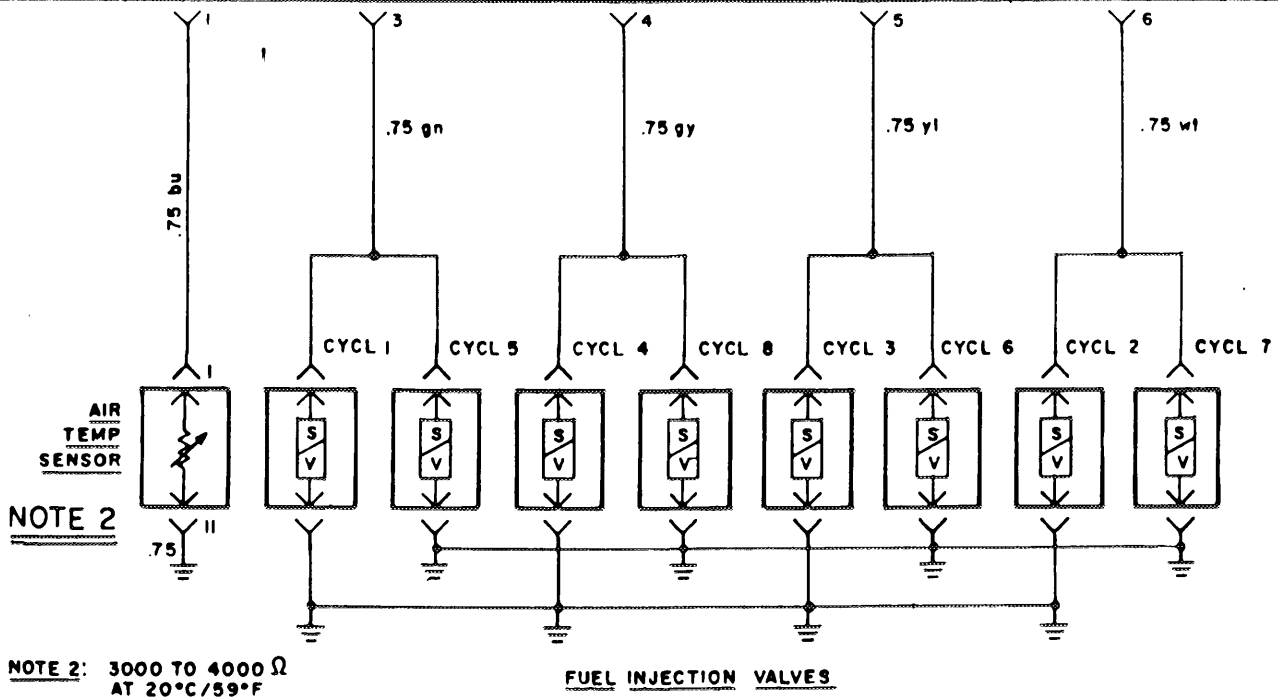 1 3 4 5 6
.75 bu .75 gn .75 gy .75 yl .75 wt
CYCL 1 CYCL 5 CYCL 4 CYCL 8 CYCL 3 CYCL 6 CYCL 2 CYCL 7
I
AIR
TEMP
SENSOR
S S S S S S S S
V V V V V V V V
NOTE 2
II
.75
NOTE 2: 3000 TO 4000 Ω
AT 20°C/59°F
FUEL INJECTION VALVES